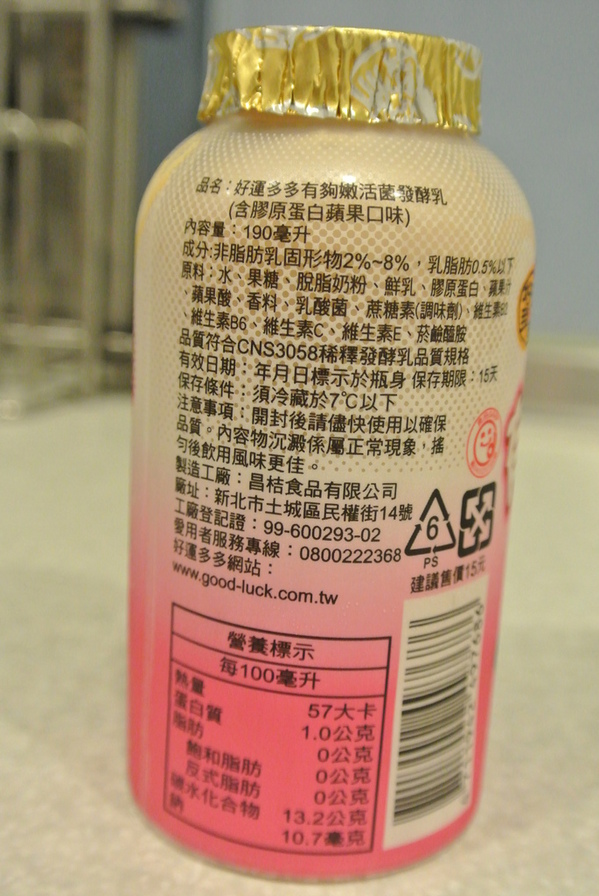 品名：好運多多有夠嫩活菌發酵乳
(含膠原蛋白蘋果口味)
內容量：190毫升
成分:非脂肪乳固形物2%~8%，乳脂肪0.5%以下
原料：水、果糖、脫脂奶粉、鮮乳、膠原蛋白、蘋果汁
、蘋果酸、香料、乳酸菌、蔗糖素(調味劑)、維生素B2
、維生素B6、維生素C、維生素E、菸鹼醯胺
品質符合CNS3058稀釋發酵乳品質規格
有效日期：年月日標示於瓶身 保存期限：15天
保存條件：須冷藏於7℃以下
注意事項：開封後請儘快使用以確保
品質。內容物沉澱係屬正常現象，搖
勻後飲用風味更佳。
製造工廠：昌桔食品有限公司
廠址：新北市土城區民權街14號
工廠登記證：99-600293-02
愛用者服務專線：0800222368
好運多多網站：
www.good-luck.com.tw
6
PS
建議售價15元
營養標示
每100毫升
熱量 57大卡
蛋白質 1.0公克
脂肪 0公克
飽和脂肪 0公克
反式脂肪 0公克
碳水化合物 13.2公克
鈉 10.7毫克